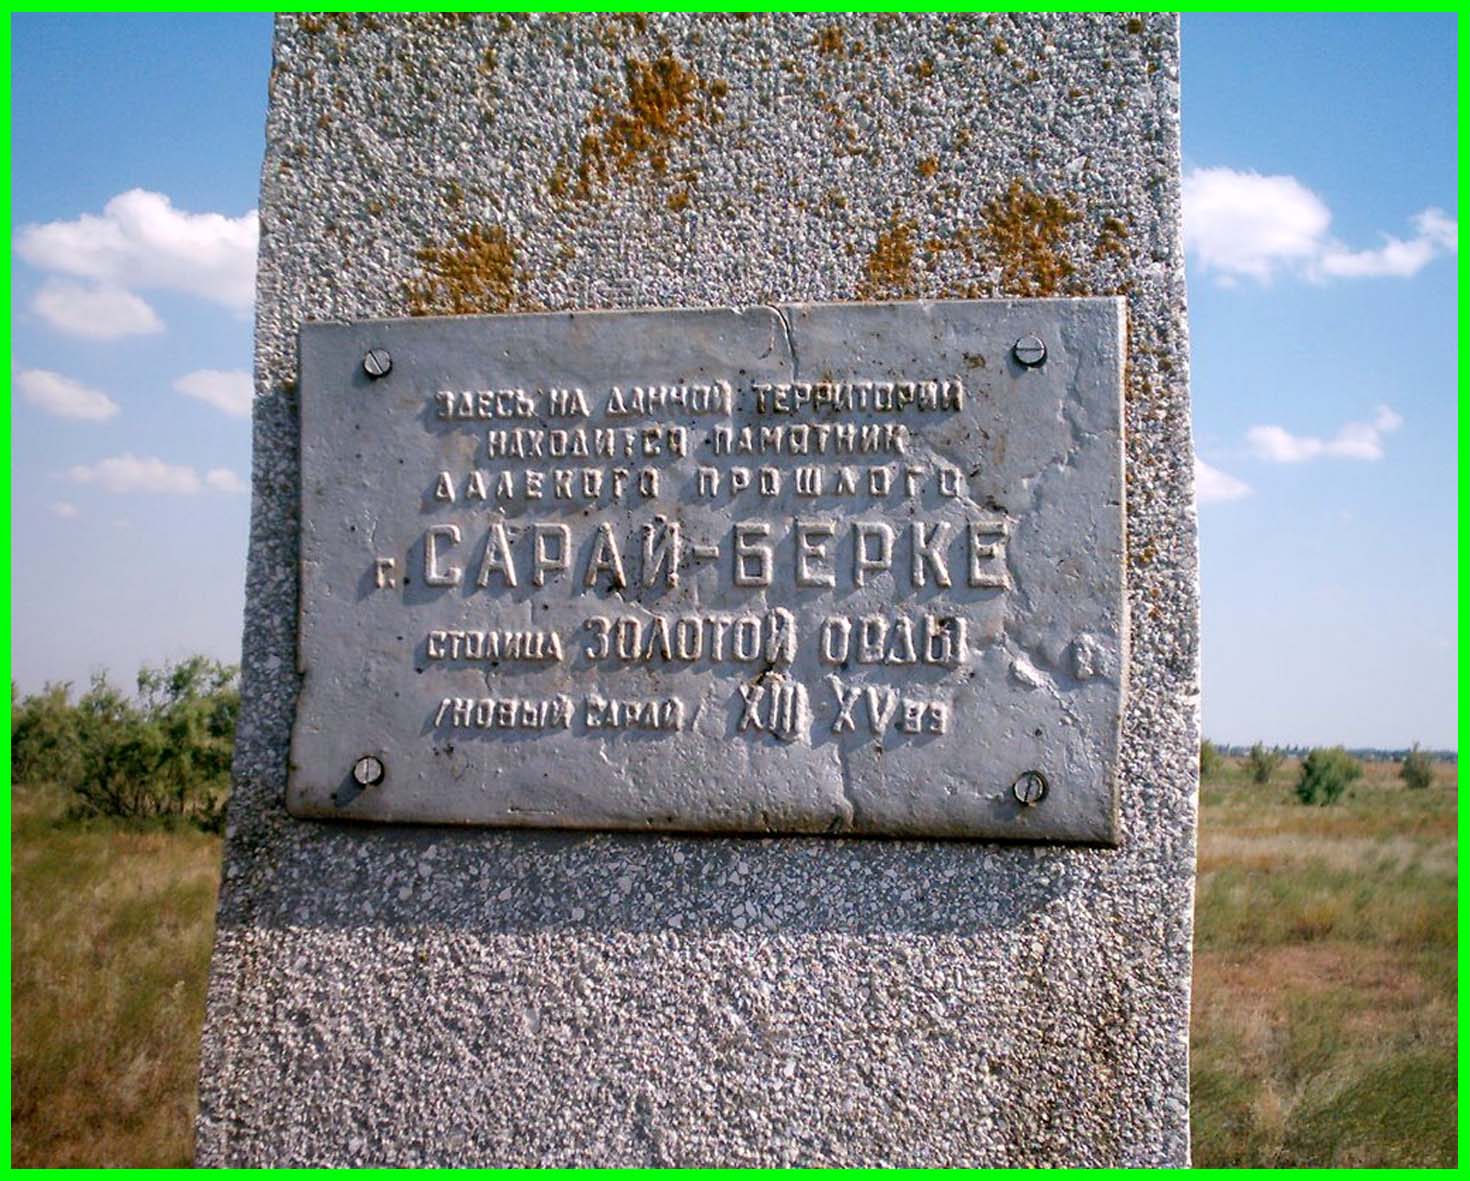 ЗДЕСЬ НА ДАННОЙ ТЕРРИТОРИИ
НАХОДИТСЯ ПАМЯТНИК
ДАЛЕКОГО ПРОШЛОГО
г. САРАЙ-БЕРКЕ
СТОЛИЦА ЗОЛОТОЙ ОРДЫ
/НОВЫЙ САРАЙ/ XIII XV ВВ